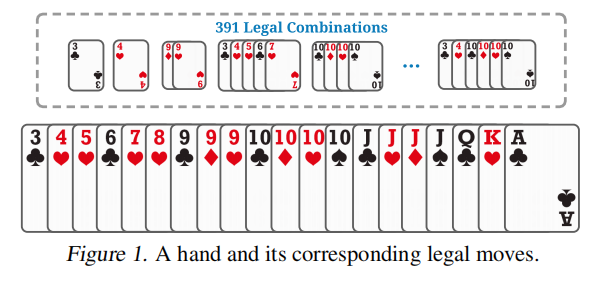 391 Legal Combinations
3 4 9 9 3 4 5 6 7 10 10 10 10 ... 3 4 10 10 10 10
3 4 9 7 10 10
3 4 5 6 7 8 9 9 9 10 10 10 10 J J J J Q K A
A
Figure 1. A hand and its corresponding legal moves.